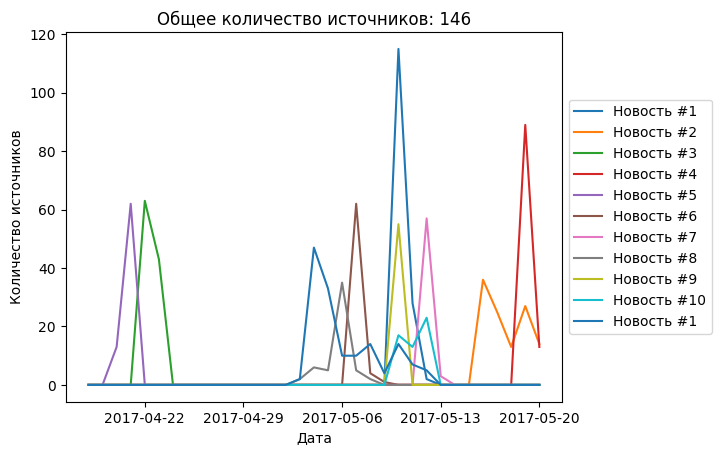 Общее количество источников: 146
Количество источников
120
100
80
60
40
20
0
2017-04-22
2017-04-29
2017-05-06
2017-05-13
2017-05-20
Дата
Новость #1
Новость #2
Новость #3
Новость #4
Новость #5
Новость #6
Новость #7
Новость #8
Новость #9
Новость #10
Новость #1